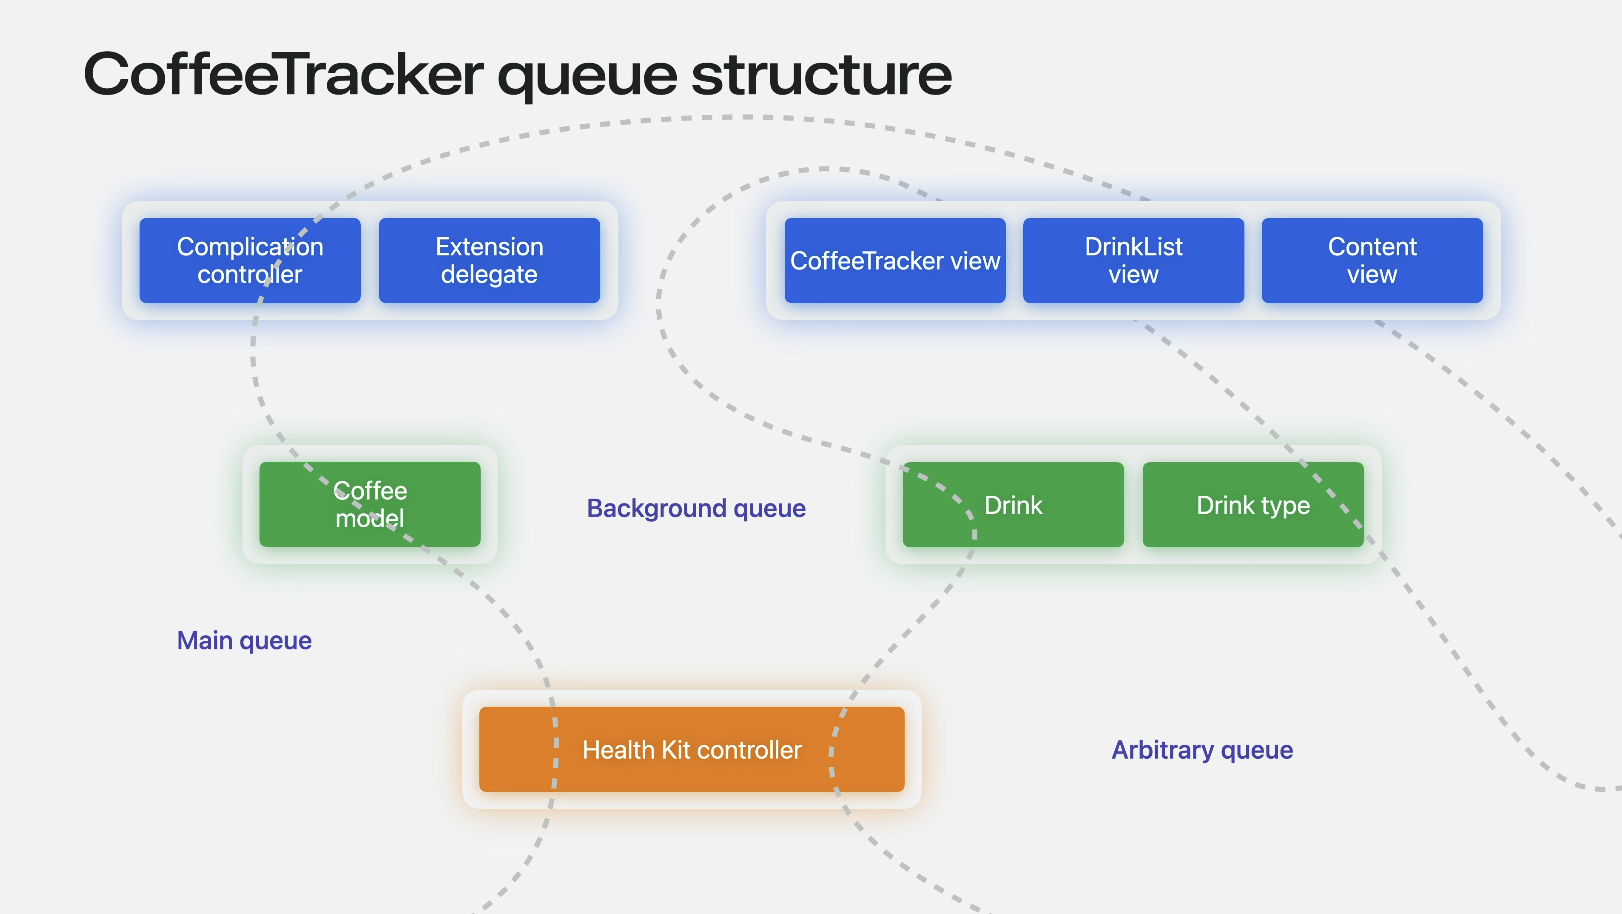 CoffeeTracker queue structure
Complication
controller
Extension
delegate
CoffeeTracker view
DrinkList
view
Content
view
Coffee
model
Background queue
Drink
Drink type
Main queue
Health Kit controller
Arbitrary queue